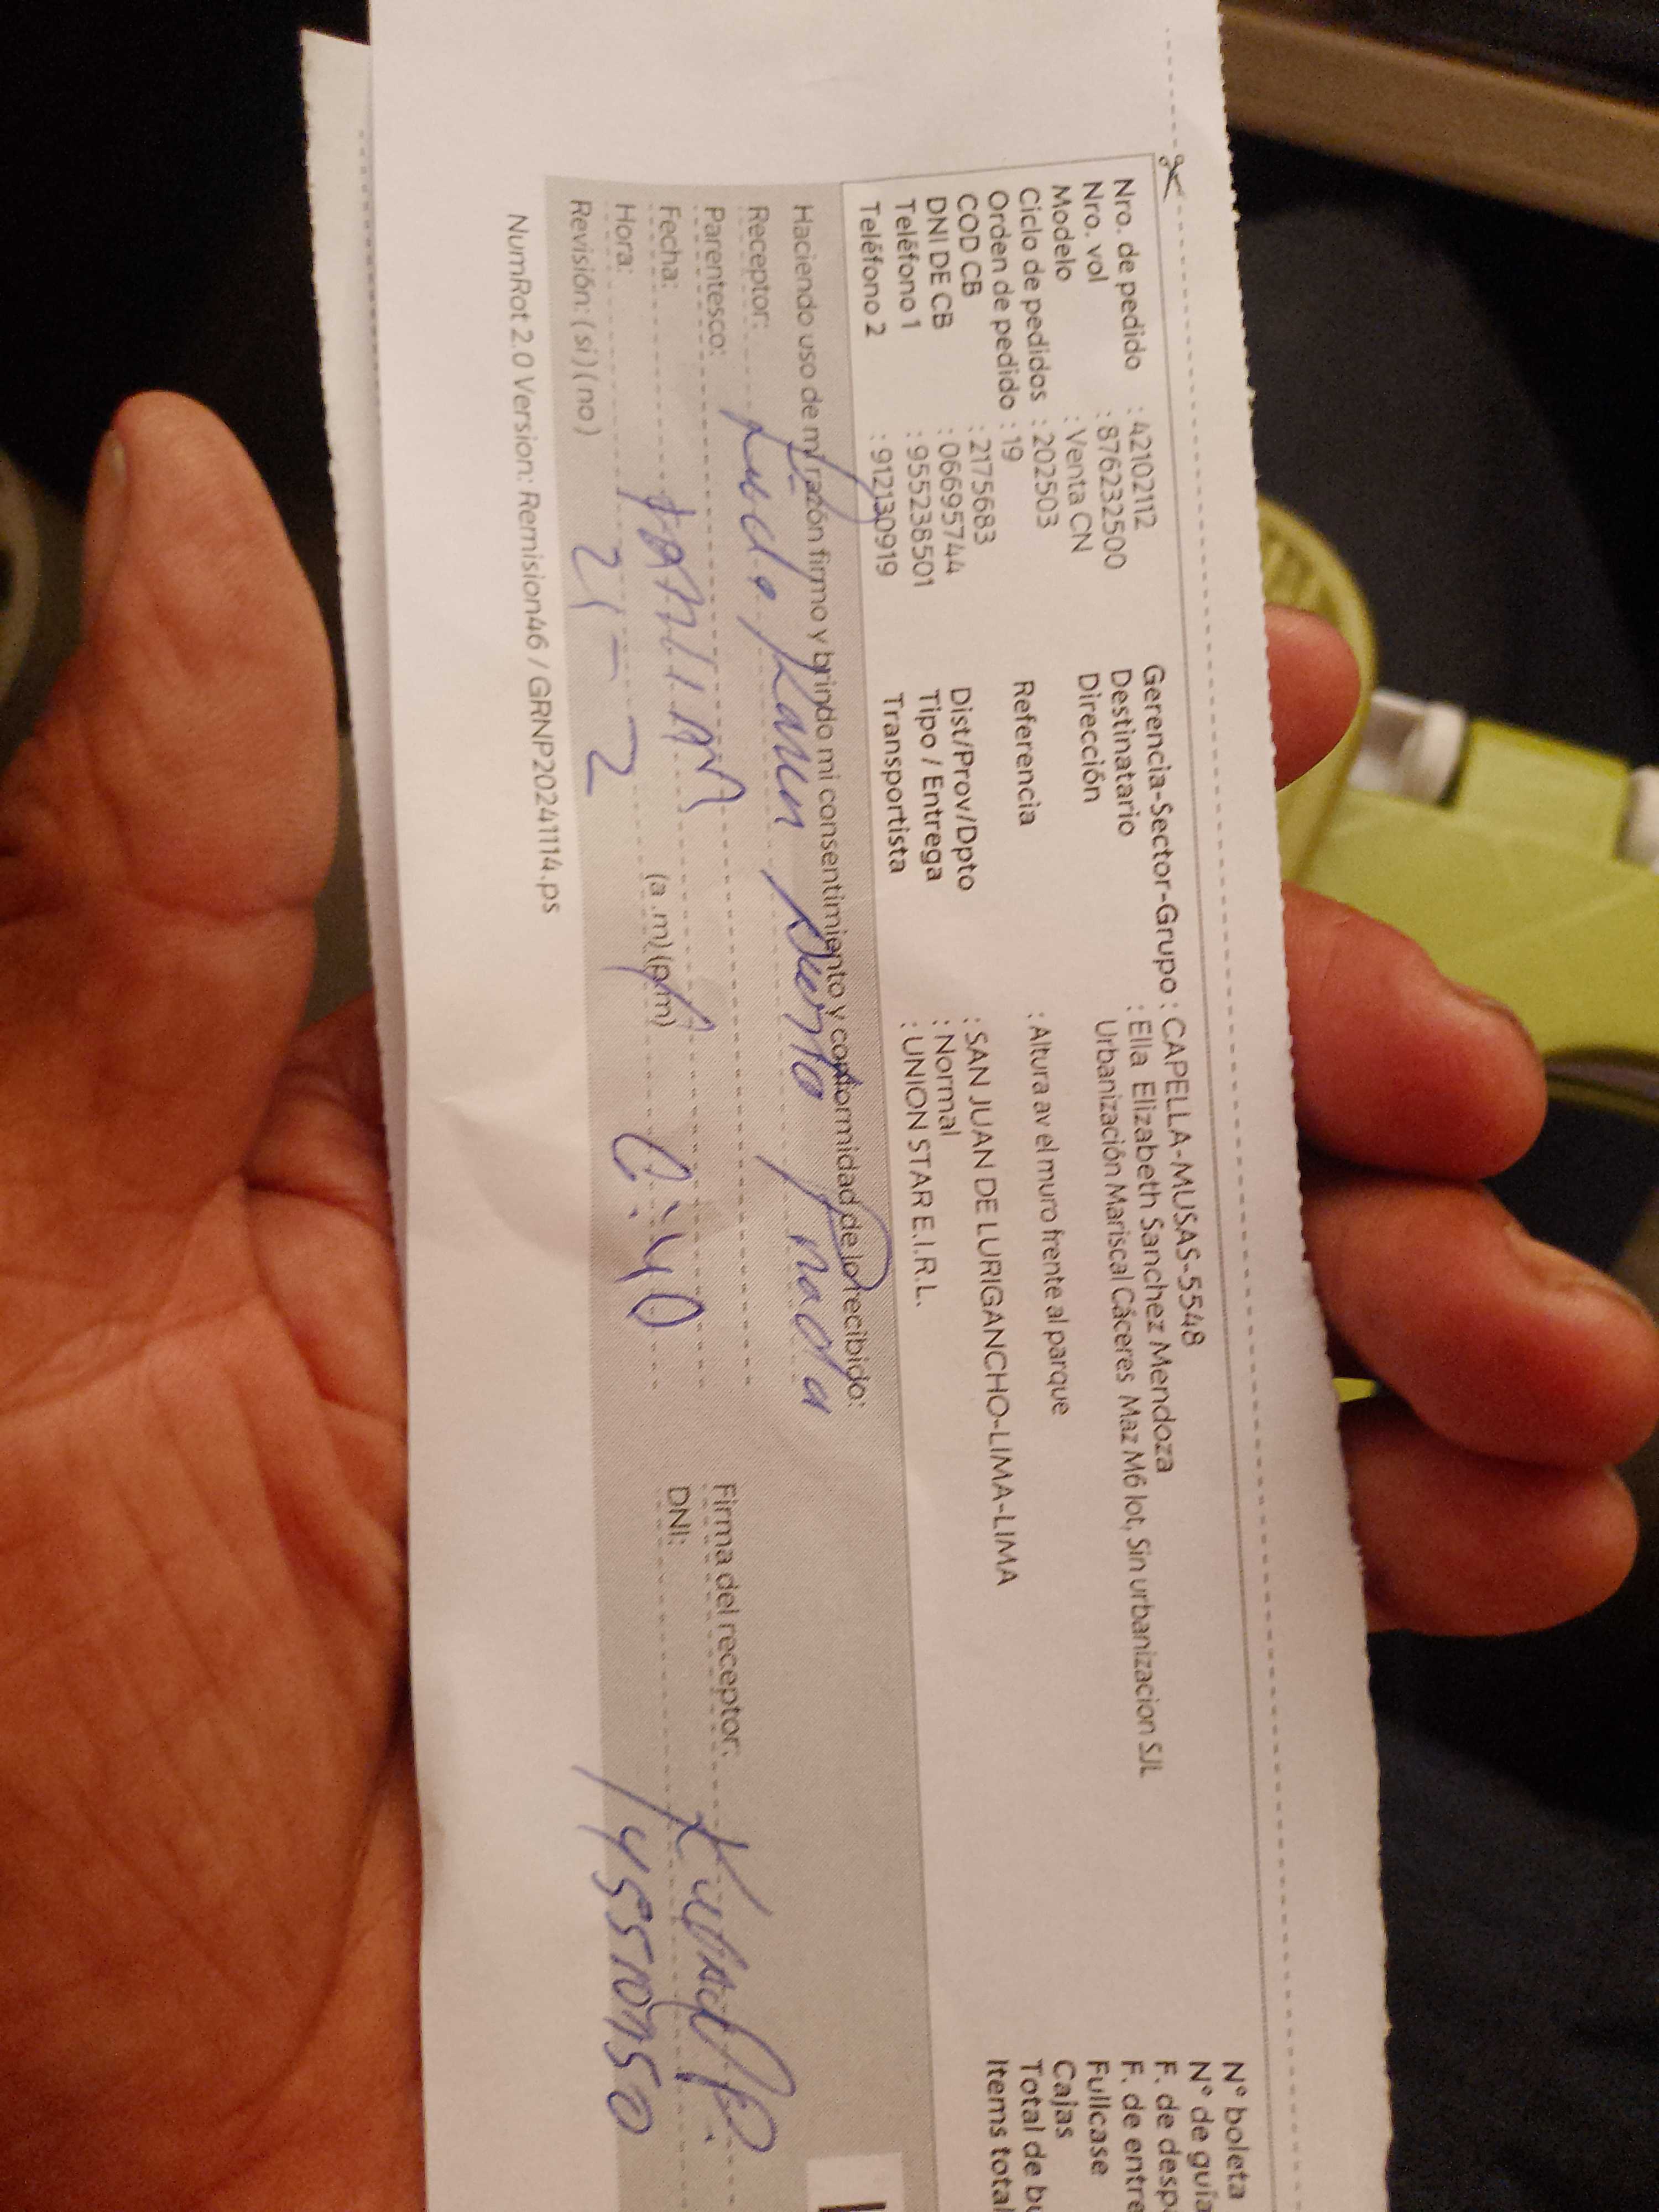 Nro. de pedido : 42102112
Nro. vol : 876232500
Modelo : Venta CN
Ciclo de pedidos : 202503
Orden de pedido : 19
COD CB : 2175683
DNI DE CB : 06695744
Teléfono 1 : 955238501
Teléfono 2 : 912130919
Gerencia-Sector-Grupo : CAPELLA-MUSAS-5548
Destinatario : Ella Elizabeth Sanchez Mendoza
Dirección Urbanización Mariscal Cáceres Maz M6 lot, Sin urbanizacion SJL
Referencia : Altura av el muro frente al parque
Dist/Prov/Dpto : SAN JUAN DE LURIGANCHO-LIMA-LIMA
Tipo / Entrega : Normal
Transportista : UNION STAR E.I.R.L.
N° boleta
N° de guía
F. de desp
F. de entre
Fullcase
Cajas
Total de bu
Items total
Haciendo uso de mi razón firmo y brindo mi consentimiento y conformidad de lo recibido:
Receptor:
Parentesco: FAMILIAR
Fecha: 21-2
Hora: (a.m) (p.m) 6:40
Revisión: ( si ) ( no )
Firma del receptor:
DNI:
NumRot 2.0 Version: Remision46 / GRNP20241114.ps